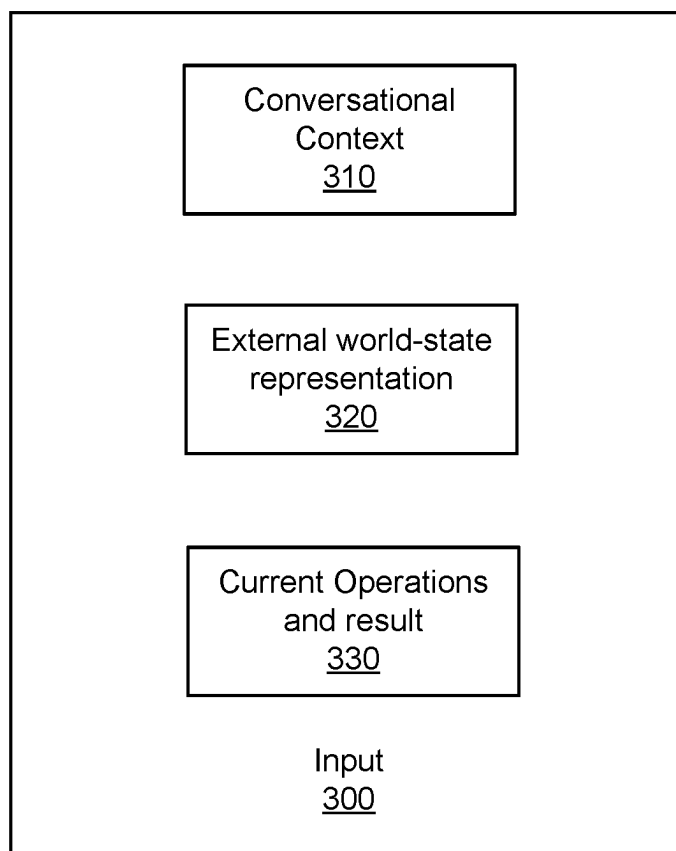 Conversational
Context
310
External world-state
representation
320
Current Operations
and result
330
Input
300